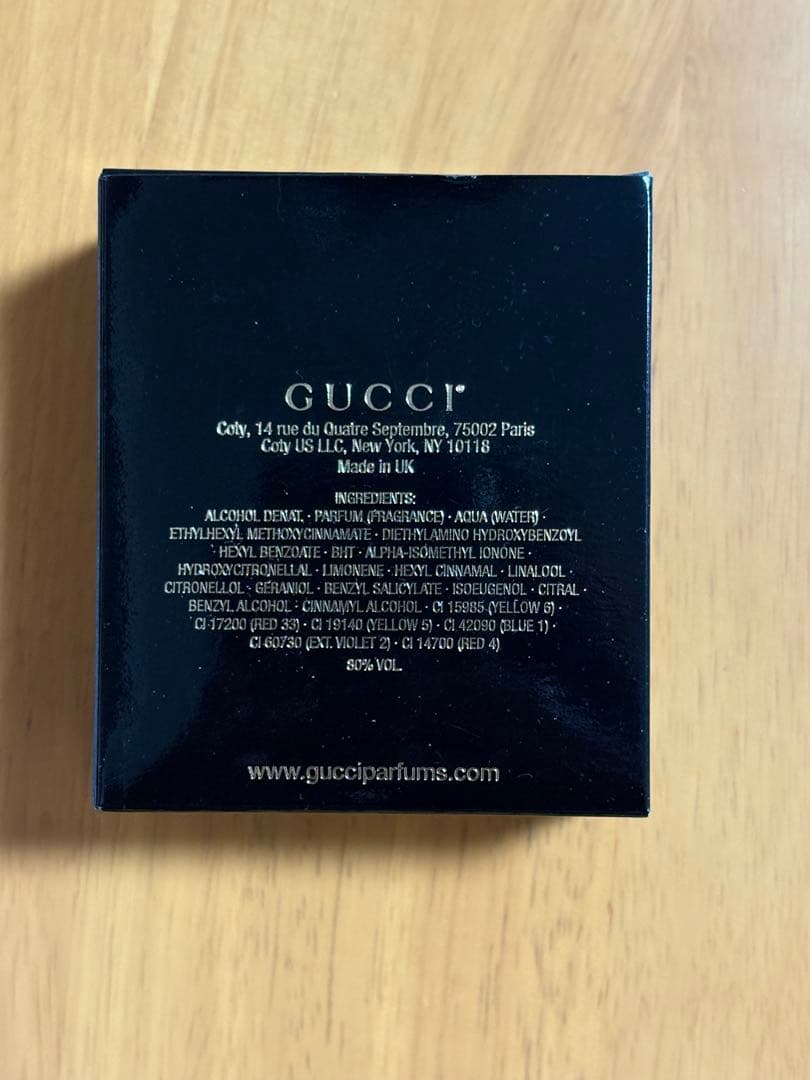 GUCCI
Coty, 14 rue du Quatre Septembre, 75002 Paris
Coty US LLC, New York, NY 10118
Made in UK
INGREDIENTS:
ALCOHOL DENAT. · PARFUM (FRAGRANCE) · AQUA (WATER) ·
ETHYLHEXYL METHOXYCINNAMATE · DIETHYLAMINO HYDROXYBENZOYL
HEXYL BENZOATE · BHT · ALPHA-ISOMETHYL IONONE ·
HYDROXYCITRONELLAL · LIMONENE · HEXYL CINNAMAL · LINALOOL ·
CITRONELLOL · GERANIOL · BENZYL SALICYLATE · ISOEUGENOL · CITRAL ·
BENZYL ALCOHOL · CINNAMYL ALCOHOL · CI 15985 (YELLOW 6) ·
CI 17200 (RED 33) · CI 19140 (YELLOW 5) · CI 42090 (BLUE 1) ·
CI 60730 (EXT. VIOLET 2) · CI 14700 (RED 4)
80% VOL.
www.gucciparfums.com